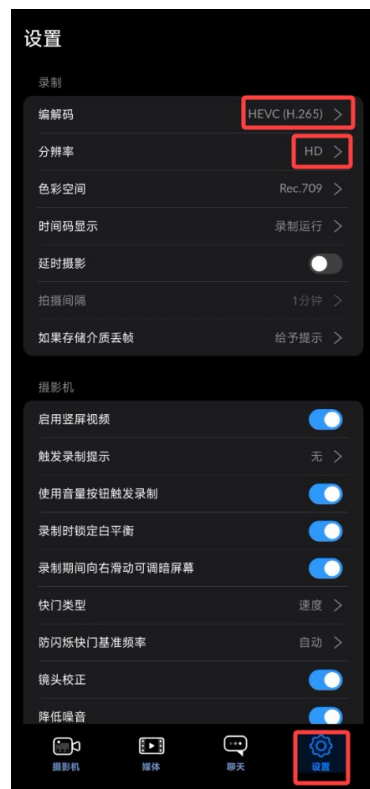 设置
录制
编解码 HEVC (H.265)
分辨率 HD
色彩空间 Rec.709
时间码显示 录制运行
延时摄影
拍摄间隔 1分钟
如果存储介质丢帧 给予提示
摄影机
启用竖屏视频
触发录制提示 无
使用音量按钮触发录制
录制时锁定白平衡
录制期间向右滑动可调暗屏幕
快门类型 速度
防闪烁快门基准频率 自动
镜头校正
降低噪音
摄影机 媒体 聊天 设置